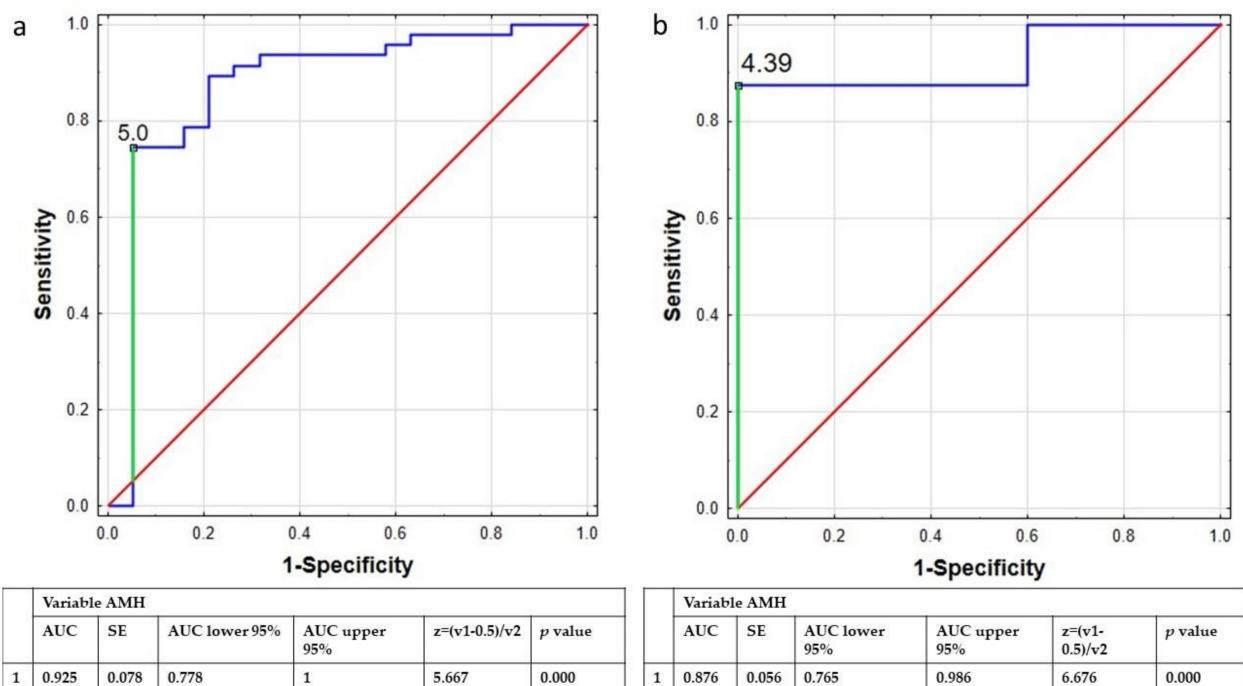 a
1.0
0.8
0.6
0.4
0.2
0.0
Sensitivity
5.0
0.0 0.2 0.4 0.6 0.8 1.0
1-Specificity
Variable AMH
AUC SE AUC lower 95% AUC upper 95% z=(v1-0.5)/v2 p value
1 0.925 0.078 0.778 1 5.667 0.000
b
1.0
0.8
0.6
0.4
0.2
0.0
Sensitivity
4.39
0.0 0.2 0.4 0.6 0.8 1.0
1-Specificity
Variable AMH
AUC SE AUC lower 95% AUC upper 95% z=(v1-0.5)/v2 p value
1 0.876 0.056 0.765 0.986 6.676 0.000